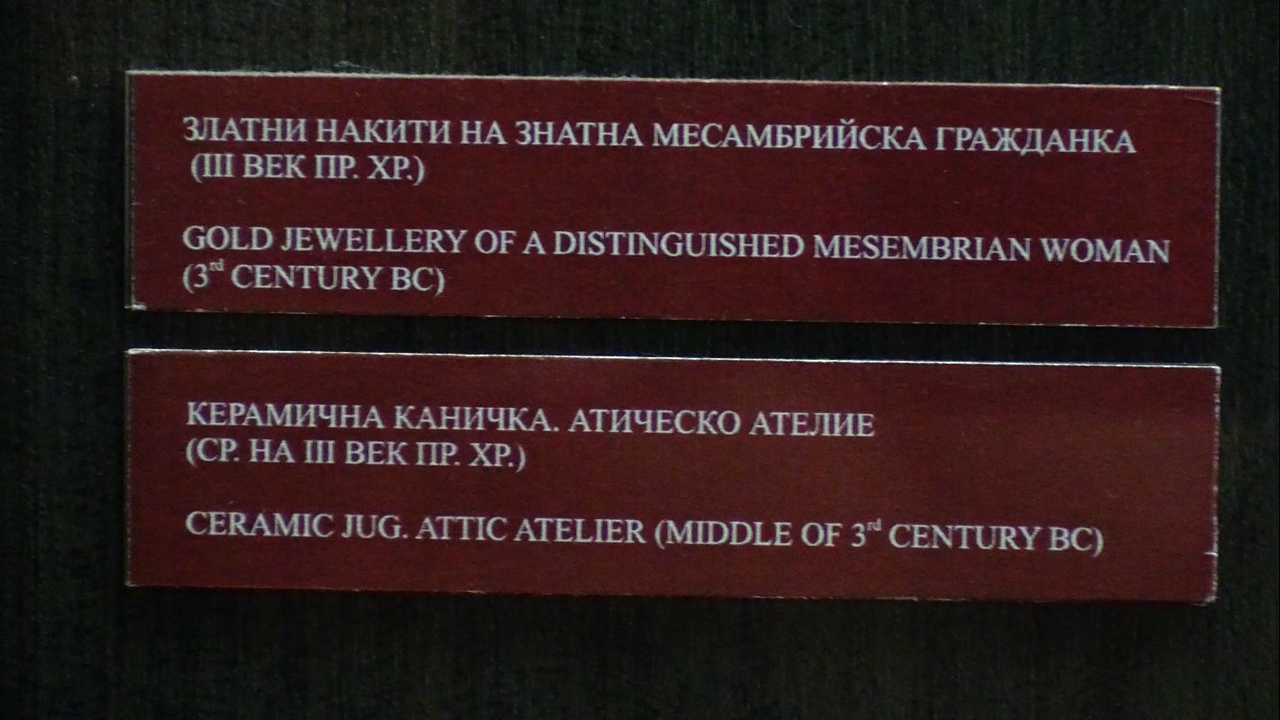 ЗЛАТНИ НАКИТИ НА ЗНАТНА МЕСАМБРИЙСКА ГРАЖДАНКА
(III ВЕК ПР. ХР.)
GOLD JEWELLERY OF A DISTINGUISHED MESEMBRIAN WOMAN
(3rd CENTURY BC)
КЕРАМИЧНА КАНИЧКА. АТИЧЕСКО АТЕЛИЕ
(СР. НА III ВЕК ПР. ХР.)
CERAMIC JUG. ATTIC ATELIER (MIDDLE OF 3rd CENTURY BC)